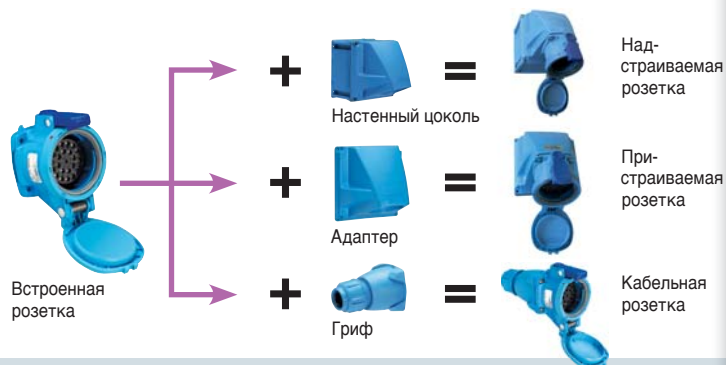 Встроенная
розетка
+
Настенный цоколь
=
Над-
страиваемая
розетка
+
Адаптер
=
При-
страиваемая
розетка
+
Гриф
=
Кабельная
розетка